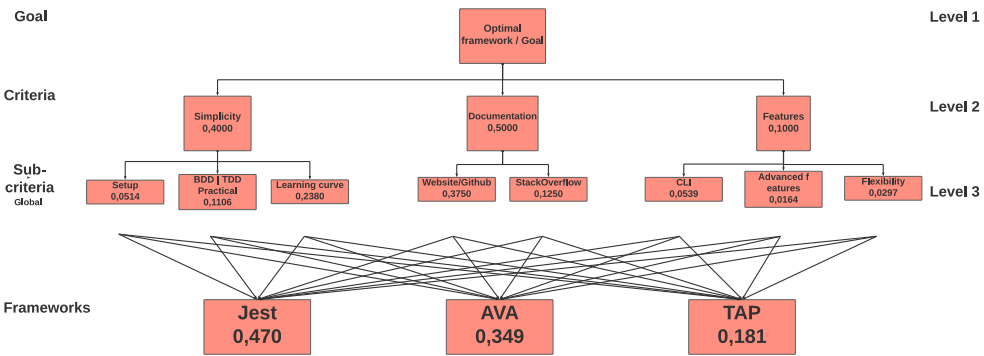 Goal
Optimal
framework / Goal
Level 1
Criteria
Simplicity
0,4000
Documentation
0,5000
Features
0,1000
Level 2
Sub-
criteria
Global
Setup
0,0514
BDD | TDD
Practical
0,1106
Learning curve
0,2380
Website/Github
0,3750
StackOverflow
0,1250
CLI
0,0539
Advanced f
eatures
0,0164
Flexibility
0,0297
Level 3
Frameworks
Jest
0,470
AVA
0,349
TAP
0,181